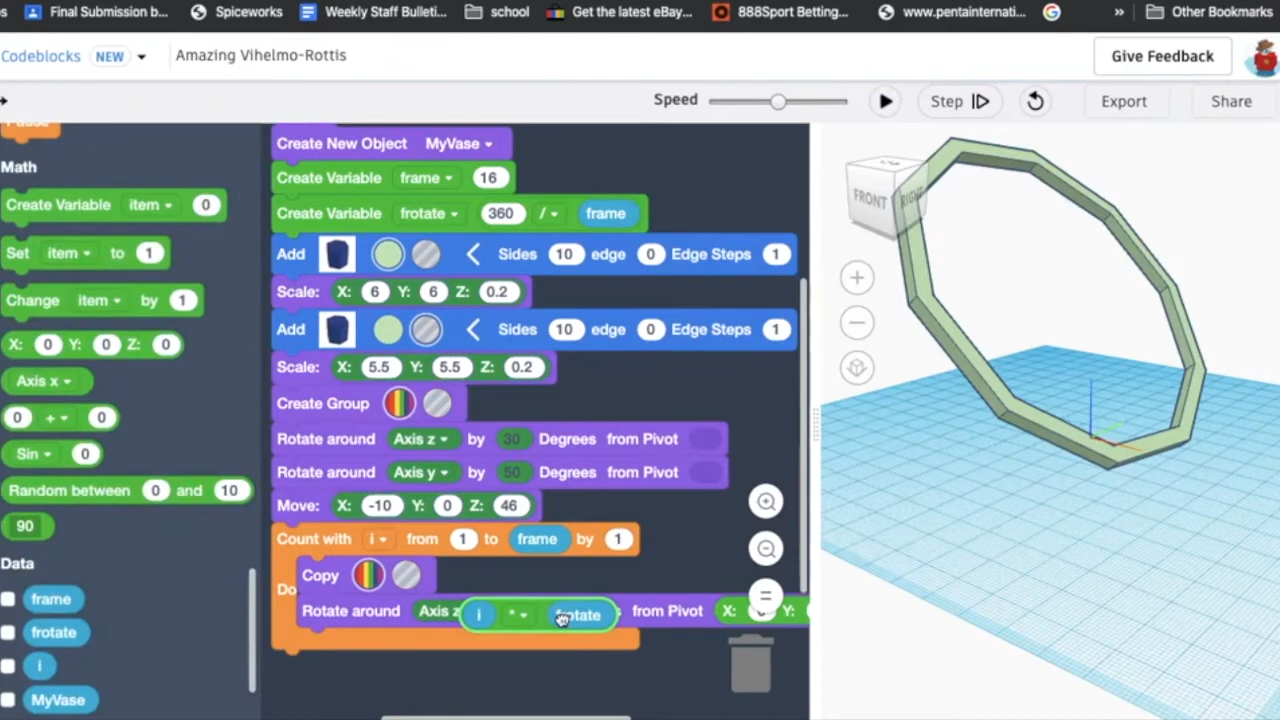 Final Submission b...
Spiceworks
Weekly Staff Bulleti...
school
Get the latest eBay...
888Sport Betting...
www.pentainternati...
»
Other Bookmarks
Codeblocks NEW
Amazing Vihelmo-Rottis
Give Feedback
Speed
Step
Export
Share
Pause
Math
Create Variable item 0
Set item to 1
Change item by 1
X: 0 Y: 0 Z: 0
Axis x
0 + 0
Sin 0
Random between 0 and 10
90
Data
frame
frotate
i
MyVase
Create New Object MyVase
Create Variable frame 16
Create Variable frotate 360 / frame
Add Sides 10 edge 0 Edge Steps 1
Scale: X: 6 Y: 6 Z: 0.2
Add Sides 10 edge 0 Edge Steps 1
Scale: X: 5.5 Y: 5.5 Z: 0.2
Create Group
Rotate around Axis z by 30 Degrees from Pivot
Rotate around Axis y by 50 Degrees from Pivot
Move: X: -10 Y: 0 Z: 46
Count with i from 1 to frame by 1
Copy
Do
Rotate around Axis z i * frotate from Pivot X: Y:
FRONT
RIGHT